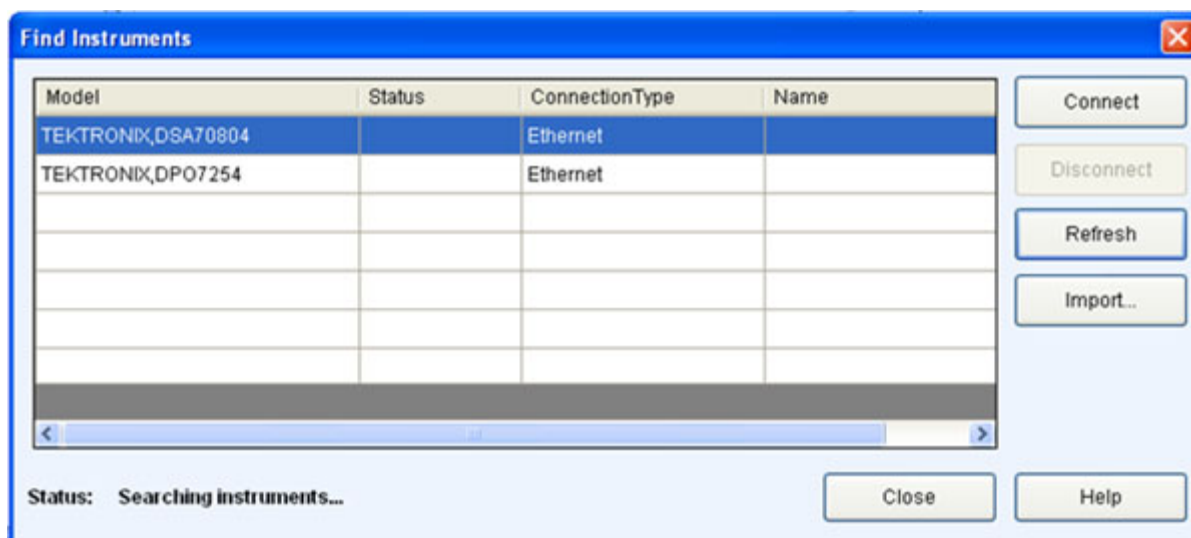 Find Instruments
Model Status ConnectionType Name
TEKTRONIX,DSA70804 Ethernet
TEKTRONIX,DPO7254 Ethernet
Connect
Disconnect
Refresh
Import...
Status: Searching instruments...
Close
Help